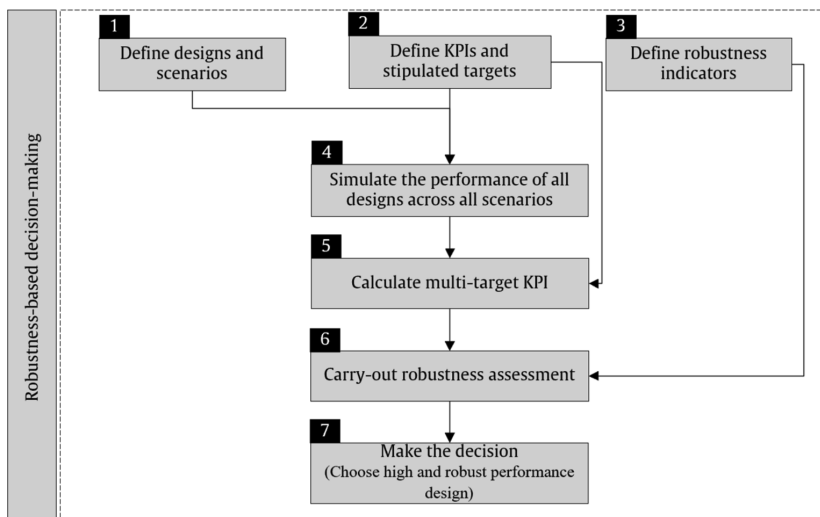 Robustness-based decision-making
1
Define designs and
scenarios
2
Define KPIs and
stipulated targets
3
Define robustness
indicators
4
Simulate the performance of all
designs across all scenarios
5
Calculate multi-target KPI
6
Carry-out robustness assessment
7
Make the decision
(Choose high and robust performance
design)